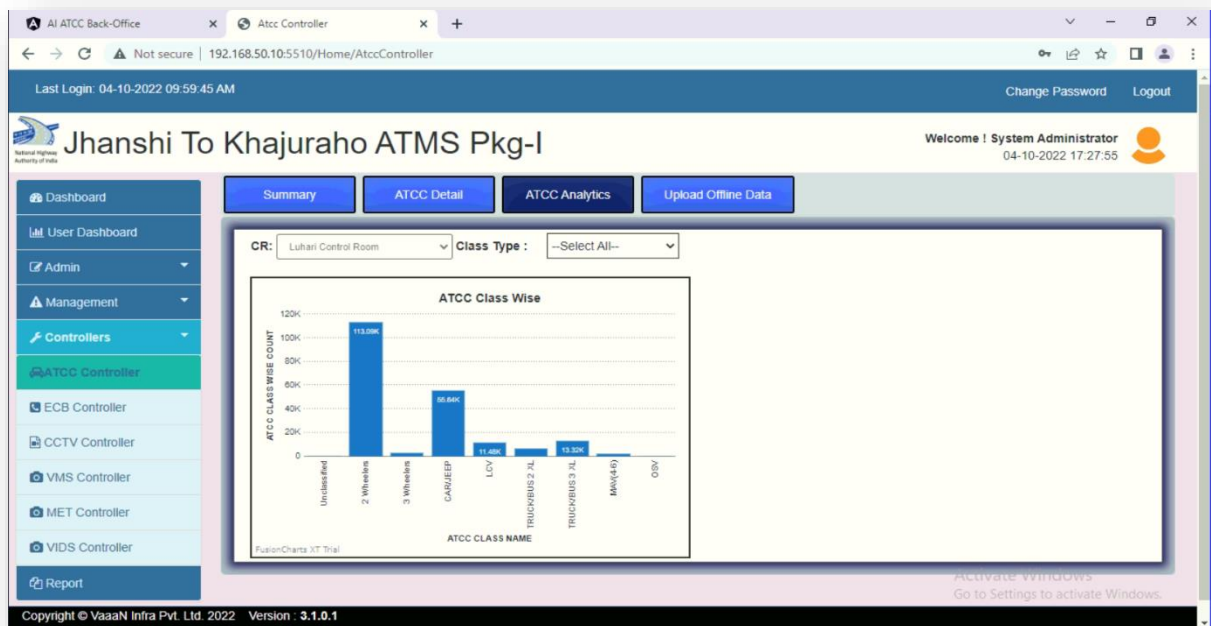 AI ATCC Back-Office
Atcc Controller
Not secure | 192.168.50.10:5510/Home/AtccController
Last Login: 04-10-2022 09:59:45 AM
Change Password Logout
National Highway
Authority of India
Jhanshi To Khajuraho ATMS Pkg-I
Welcome ! System Administrator
04-10-2022 17:27:55
Dashboard
User Dashboard
Admin
Management
Controllers
ATCC Controller
ECB Controller
CCTV Controller
VMS Controller
MET Controller
VIDS Controller
Report
Summary ATCC Detail ATCC Analytics Upload Offline Data
CR: Luhari Control Room Class Type : --Select All--
ATCC Class Wise
ATCC CLASS WISE COUNT
120K
100K
80K
60K
40K
20K
0
113.09K
55.64K
11.48K
13.32K
Unclassified
2 Wheelers
3 Wheelers
CAR/JEEP
LCV
TRUCK/BUS 2 XL
TRUCK/BUS 3 XL
MAV(4-6)
OSV
ATCC CLASS NAME
FusionCharts XT Trial
Activate Windows
Go to Settings to activate Windows.
Copyright © VaaaN Infra Pvt. Ltd. 2022 Version : 3.1.0.1